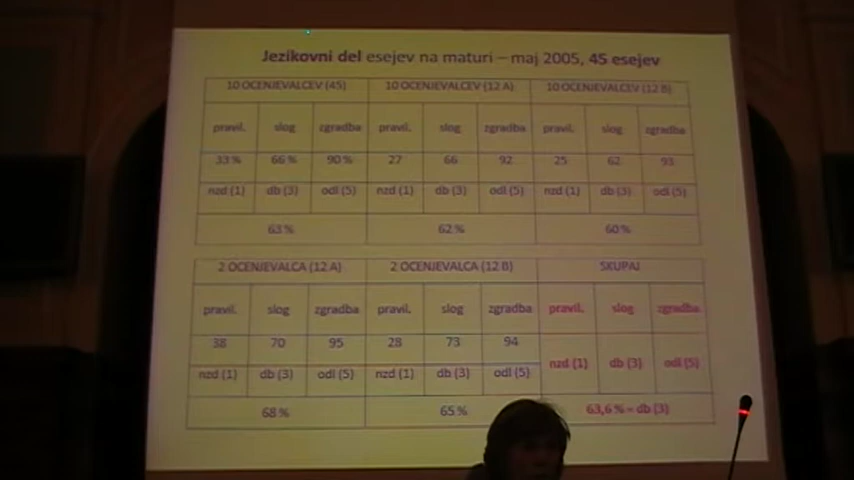 Jezikovni del esejev na maturi – maj 2005, 45 esejev
10 OCENJEVALCEV (45) 10 OCENJEVALCEV (12 A) 10 OCENJEVALCEV (12 B)
pravil. slog zgradba pravil. slog zgradba pravil. slog zgradba
33 % 66 % 90 % 27 66 92 25 62 93
nzd (1) db (3) odl (5) nzd (1) db (3) odl (5) nzd (1) db (3) odl (5)
63 % 62 % 60 %
2 OCENJEVALCA (12 A) 2 OCENJEVALCA (12 B) SKUPAJ
pravil. slog zgradba pravil. slog zgradba pravil. slog zgradba
38 70 95 28 73 94
nzd (1) db (3) odl (5) nzd (1) db (3) odl (5) nzd (1) db (3) odl (5)
68 % 65 % 63,6 % = db (3)